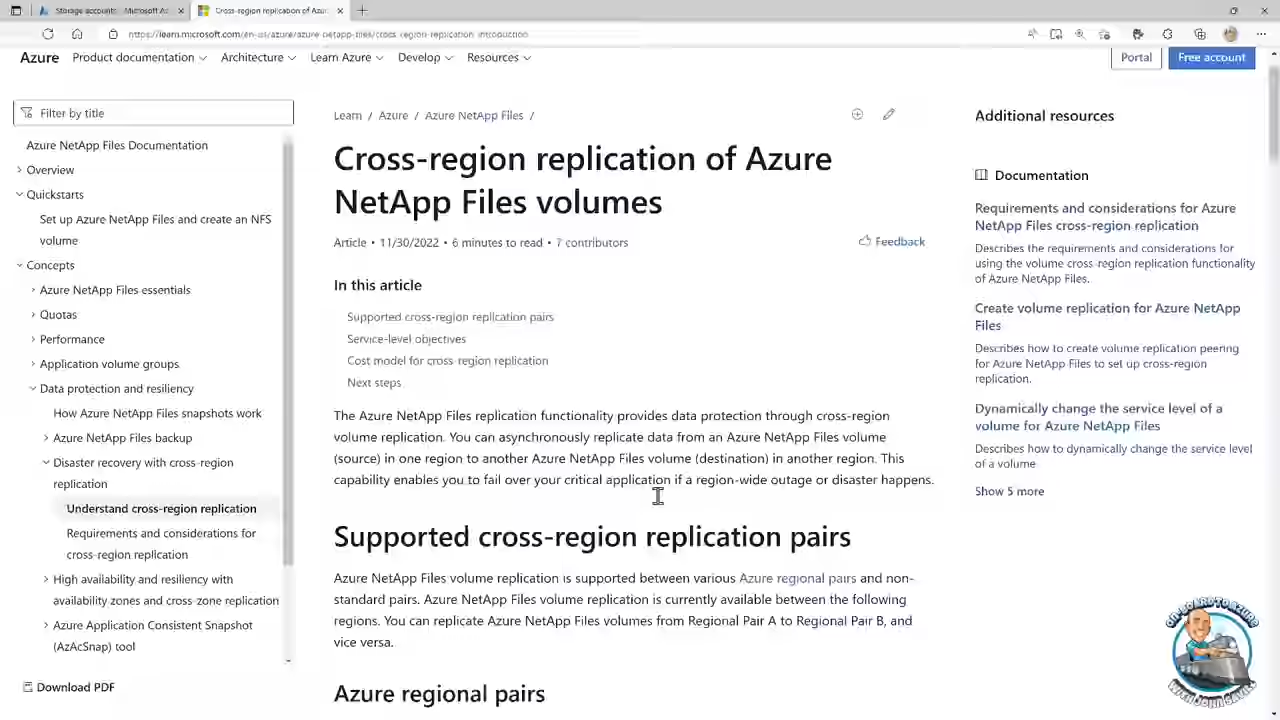 Storage accounts - Microsoft Az
Cross-region replication of Azur
https://learn.microsoft.com/en-us/azure/azure-netapp-files/cross-region-replication-introduction
Azure
Product documentation
Architecture
Learn Azure
Develop
Resources
Portal
Free account
Filter by title
Azure NetApp Files Documentation
Overview
Quickstarts
Set up Azure NetApp Files and create an NFS
volume
Concepts
Azure NetApp Files essentials
Quotas
Performance
Application volume groups
Data protection and resiliency
How Azure NetApp Files snapshots work
Azure NetApp Files backup
Disaster recovery with cross-region
replication
Understand cross-region replication
Requirements and considerations for
cross-region replication
High availability and resiliency with
availability zones and cross-zone replication
Azure Application Consistent Snapshot
(AzAcSnap) tool
Download PDF
Learn / Azure / Azure NetApp Files /
Cross-region replication of Azure
NetApp Files volumes
Article • 11/30/2022 • 6 minutes to read • 7 contributors
Feedback
In this article
Supported cross-region replication pairs
Service-level objectives
Cost model for cross-region replication
Next steps
The Azure NetApp Files replication functionality provides data protection through cross-region
volume replication. You can asynchronously replicate data from an Azure NetApp Files volume
(source) in one region to another Azure NetApp Files volume (destination) in another region. This
capability enables you to fail over your critical application if a region-wide outage or disaster happens.
Supported cross-region replication pairs
Azure NetApp Files volume replication is supported between various Azure regional pairs and non-
standard pairs. Azure NetApp Files volume replication is currently available between the following
regions. You can replicate Azure NetApp Files volumes from Regional Pair A to Regional Pair B, and
vice versa.
Azure regional pairs
Additional resources
Documentation
Requirements and considerations for Azure
NetApp Files cross-region replication
Describes the requirements and considerations for
using the volume cross-region replication functionality
of Azure NetApp Files.
Create volume replication for Azure NetApp
Files
Describes how to create volume replication peering
for Azure NetApp Files to set up cross-region
replication.
Dynamically change the service level of a
volume for Azure NetApp Files
Describes how to dynamically change the service level
of a volume
Show 5 more
ONBOARD TO AZURE
WITH JOHN SAVILL